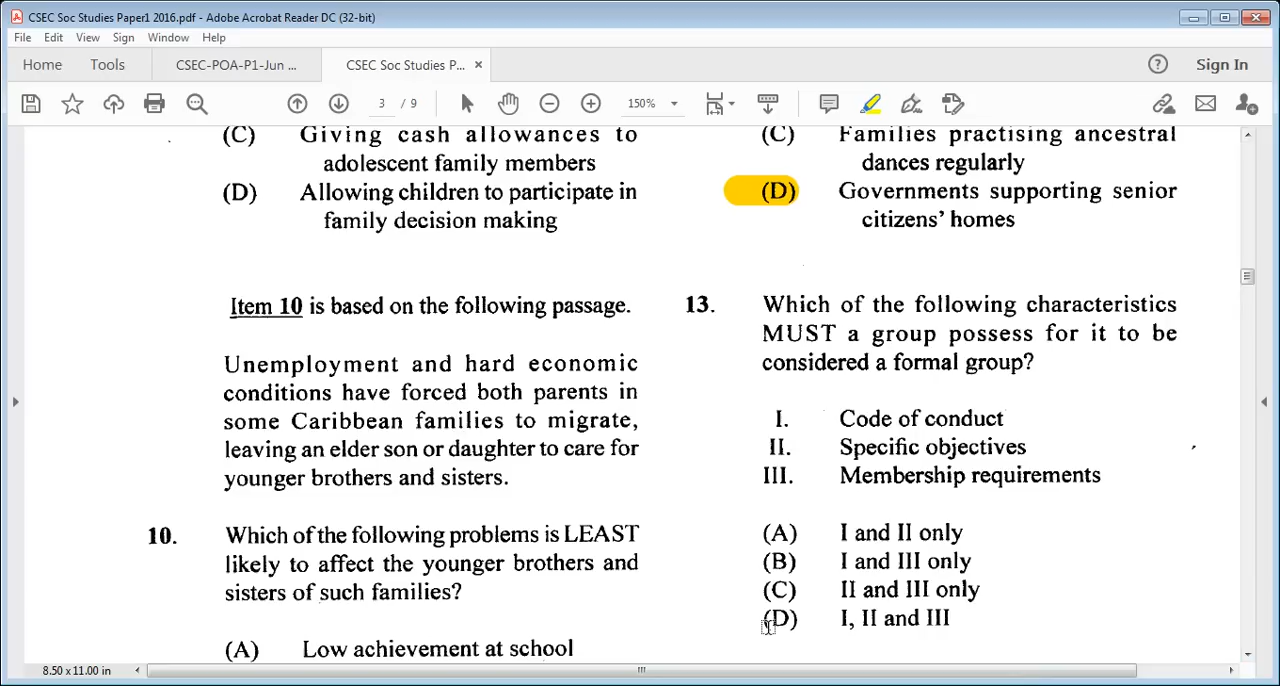 CSEC Soc Studies Paper1 2016.pdf - Adobe Acrobat Reader DC (32-bit)
File Edit View Sign Window Help
Home Tools CSEC-POA-P1-Jun ... CSEC Soc Studies P... ×
Sign In
3 / 9 150%
(C) Giving cash allowances to
adolescent family members
(D) Allowing children to participate in
family decision making
Item 10 is based on the following passage.
Unemployment and hard economic
conditions have forced both parents in
some Caribbean families to migrate,
leaving an elder son or daughter to care for
younger brothers and sisters.
10. Which of the following problems is LEAST
likely to affect the younger brothers and
sisters of such families?
(A) Low achievement at school
(C) Families practising ancestral
dances regularly
(D) Governments supporting senior
citizens' homes
13. Which of the following characteristics
MUST a group possess for it to be
considered a formal group?
I. Code of conduct
II. Specific objectives
III. Membership requirements
(A) I and II only
(B) I and III only
(C) II and III only
(D) I, II and III
8.50 x 11.00 in